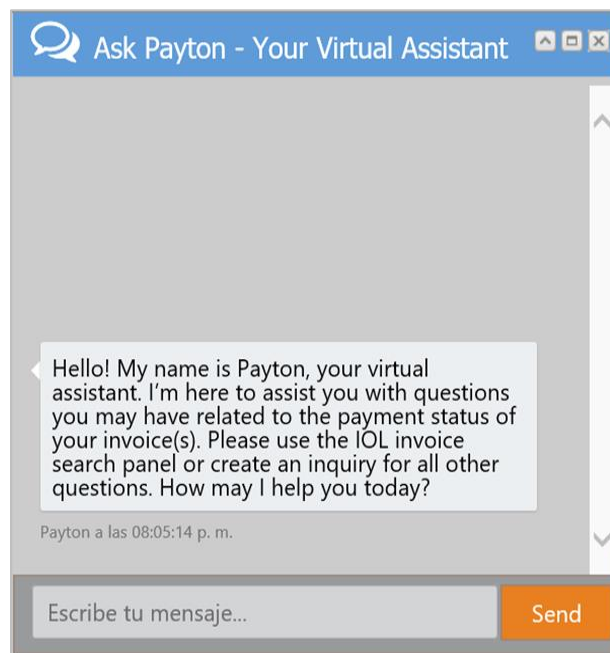 Ask Payton - Your Virtual Assistant
Hello! My name is Payton, your virtual
assistant. I'm here to assist you with questions
you may have related to the payment status of
your invoice(s). Please use the IOL invoice
search panel or create an inquiry for all other
questions. How may I help you today?
Payton a las 08:05:14 p. m.
Escribe tu mensaje...
Send